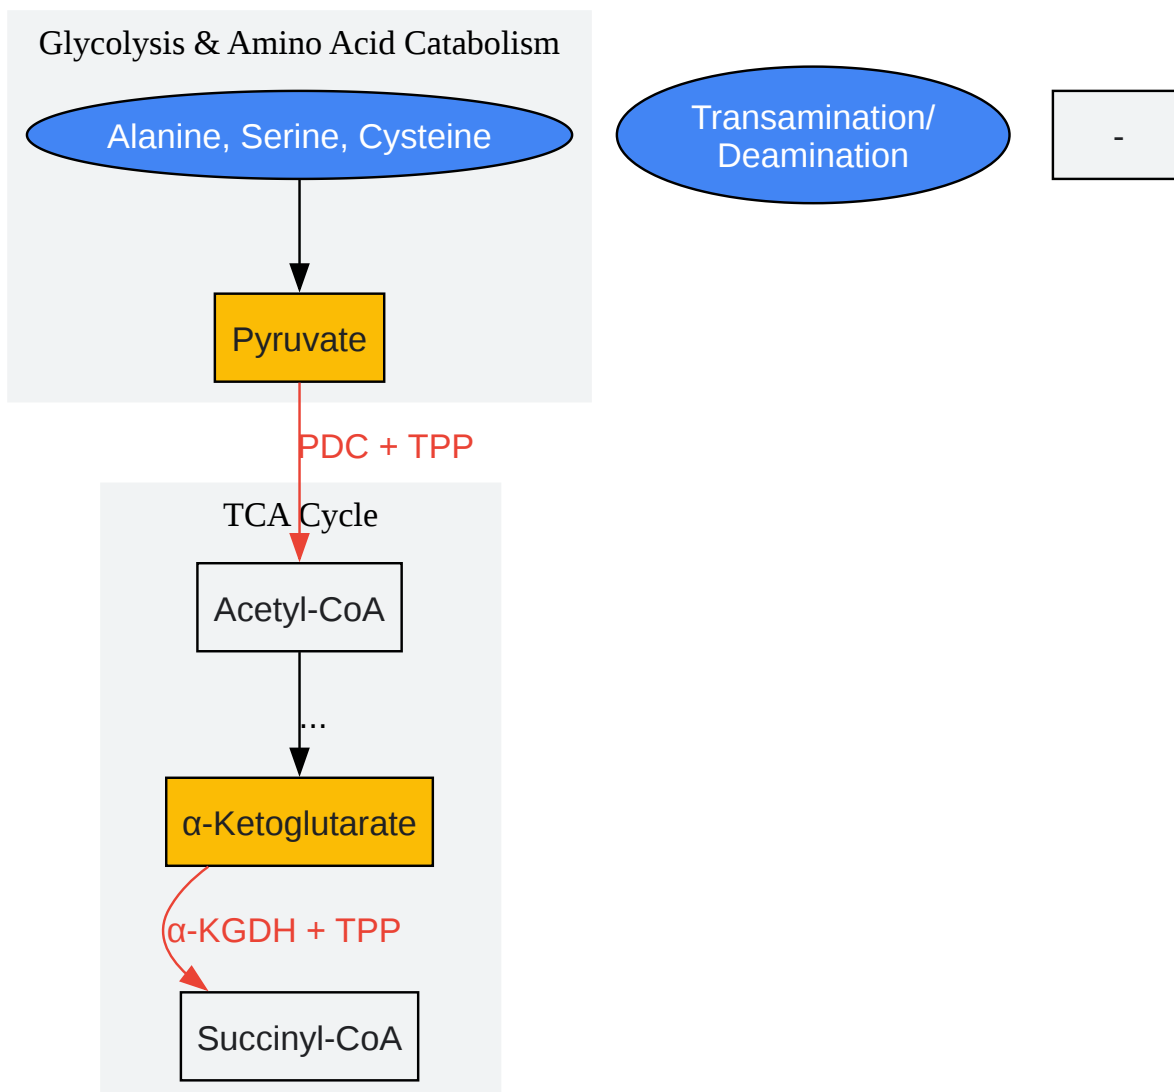 Glycolysis & Amino Acid Catabolism
Alanine, Serine, Cysteine
Transamination/
Deamination
-
Pyruvate
PDC + TPP
TCA Cycle
Acetyl-CoA
...
α-Ketoglutarate
α-KGDH + TPP
Succinyl-CoA